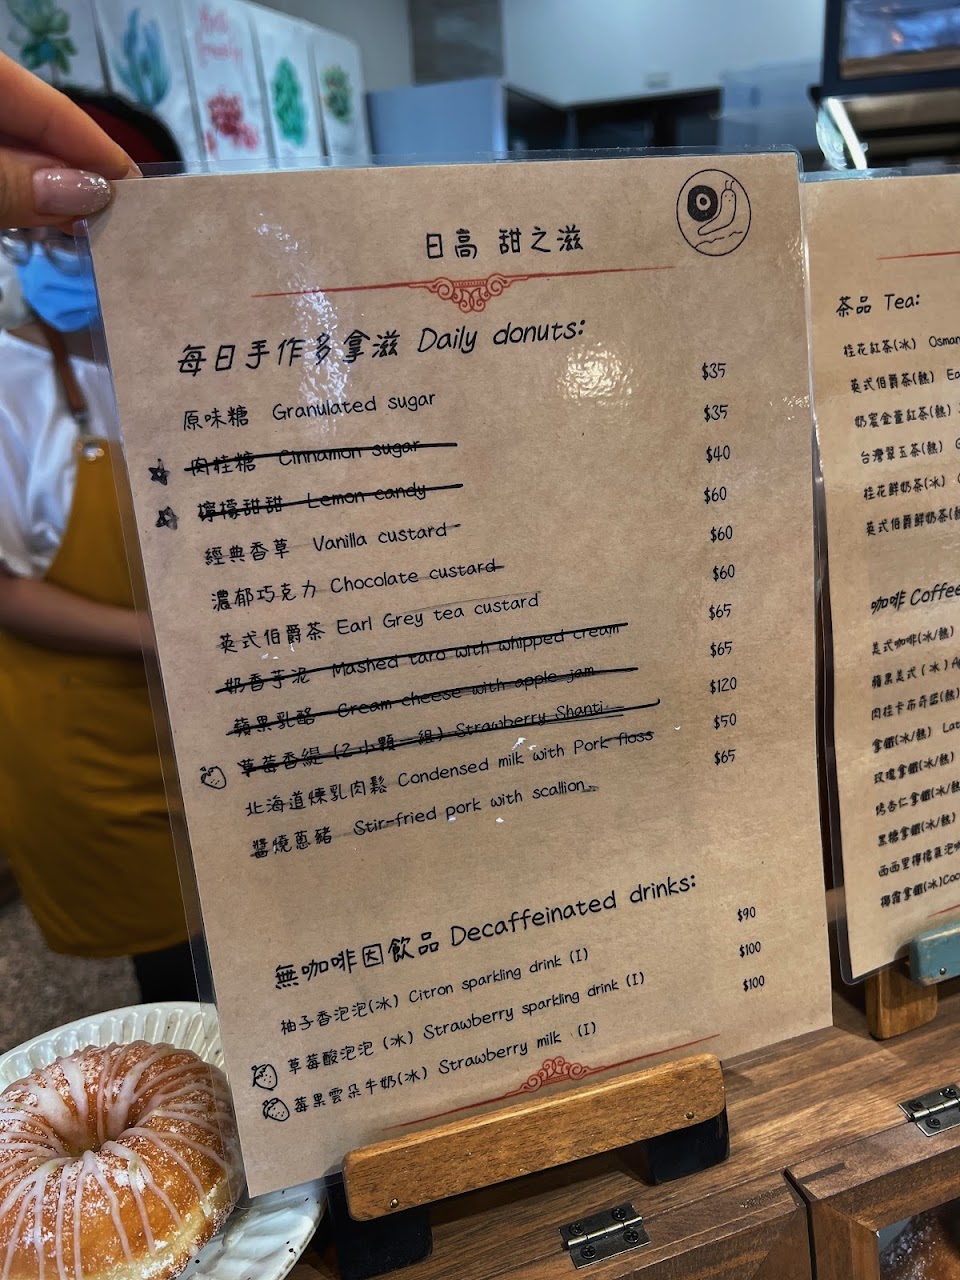 日高 甜之滋
每日手作多拿滋 Daily donuts:
原味糖 Granulated sugar $35
肉桂糖 Cinnamon sugar $35
檸檬甜甜 Lemon candy $40
經典香草 Vanilla custard $60
濃郁巧克力 Chocolate custard $60
英式伯爵茶 Earl Grey tea custard $60
奶香芋泥 Mashed taro with whipped cream $65
蘋果乳酪 Cream cheese with apple jam $65
草莓香緹 (2小顆一組) Strawberry Shanti $120
北海道煉乳肉鬆 Condensed milk with Pork floss $50
醬燒蔥豬 Stir-fried pork with scallion $65
無咖啡因飲品 Decaffeinated drinks:
柚子香泡泡(冰) Citron sparkling drink (I) $90
草莓酸泡泡 (冰) Strawberry sparkling drink (I) $100
莓果雲朵牛奶(冰) Strawberry milk (I) $100
茶品 Tea:
桂花紅茶(冰)
英式伯爵茶(熱)
奶蜜金萱紅茶(熱)
台灣翠玉茶(熱)
桂花鮮奶茶(冰)
英式伯爵鮮奶茶(熱
咖啡 Coffee
美式咖啡(冰/熱)
蘋果美式(冰)
肉桂卡布奇諾(熱)
拿鐵(冰/熱)
玫瑰拿鐵(冰/熱)
烤杏仁拿鐵(冰/熱
黑糖拿鐵(冰/熱)
西西里檸檬氣泡咖
椰霜拿鐵(冰)